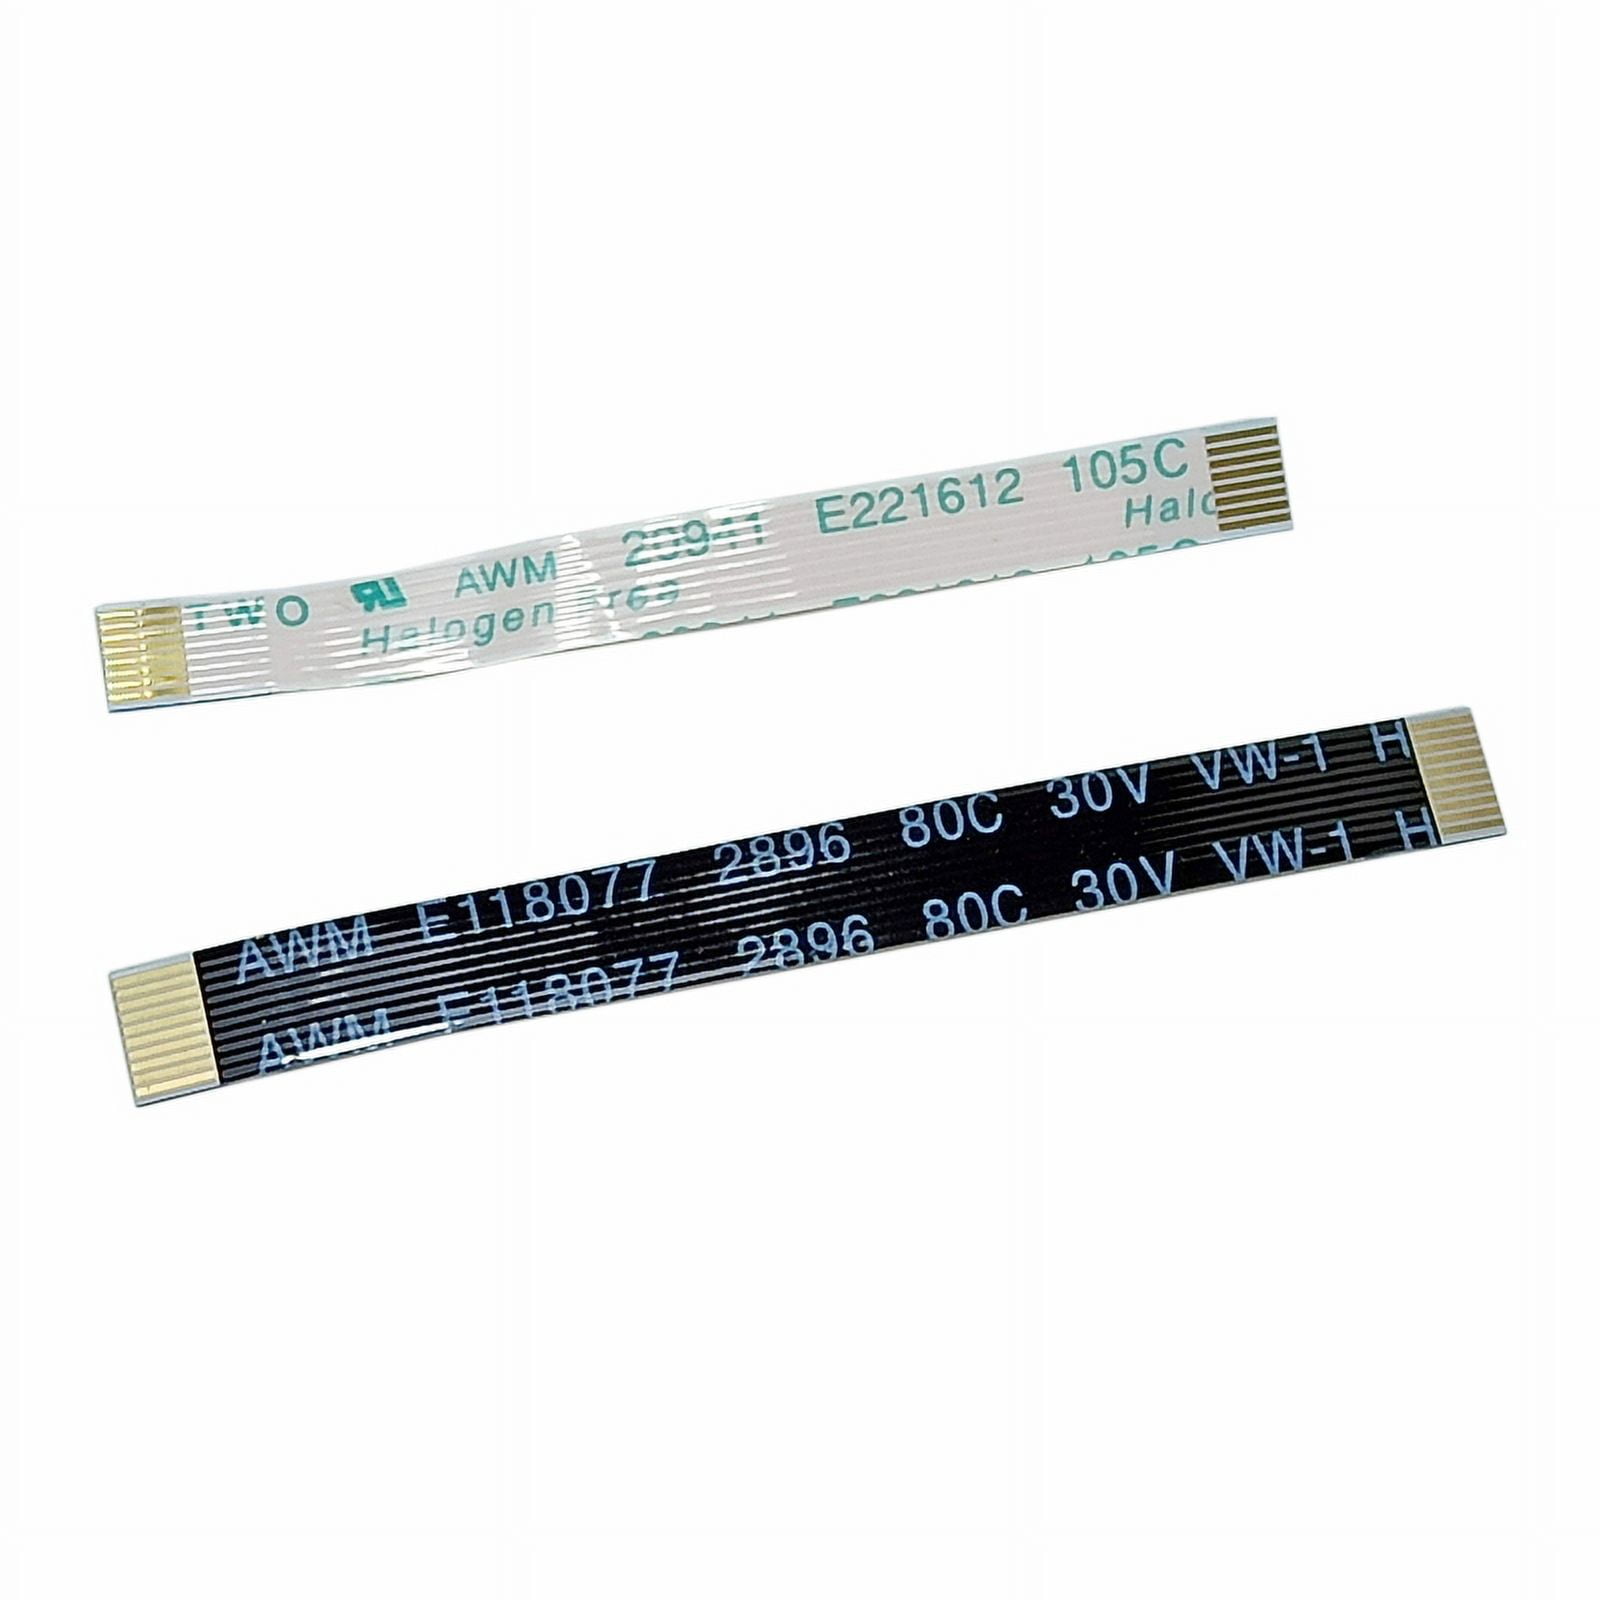 TWO AWM 20941 E221612 105C
Halogen Free Halo
AWM E118077 2896 80C 30V VW-1 H
AWM E118077 2896 80C 30V VW-1 H